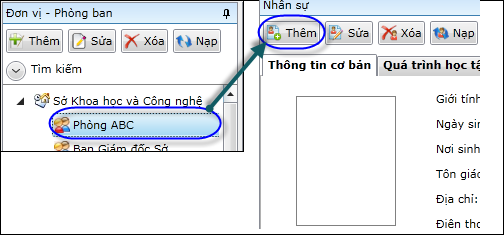 Đơn vị - Phòng ban
Thêm Sửa Xóa Nạp
Tìm kiếm
Sở Khoa học và Công nghệ
Phòng ABC
Ban Giám đốc Sở
Nhân sự
Thêm Sửa Xóa Nạp
Thông tin cơ bản Quá trình học tậ
Giới tính
Ngày sin
Nơi sinh
Tôn giáo
Địa chỉ:
Điện tho